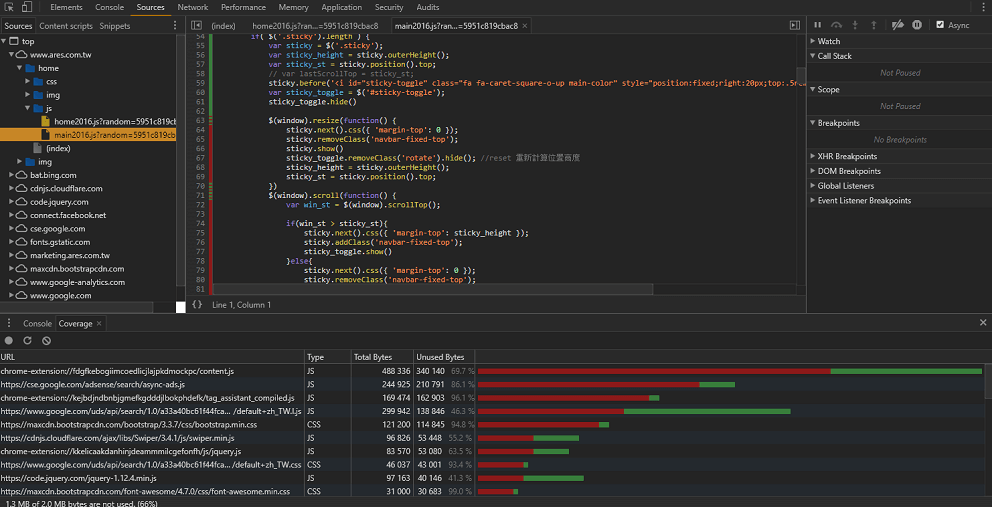 Elements Console Sources Network Performance Memory Application Security Audits
Sources Content scripts Snippets
(index) home2016.js?ran...=5951c819cbac8 main2016.js?ran...=5951c819cbac8 ×
Async
top
www.ares.com.tw
home
css
img
js
home2016.js?random=5951c819cb
main2016.js?random=5951c819cb
(index)
img
bat.bing.com
cdnjs.cloudflare.com
code.jquery.com
connect.facebook.net
cse.google.com
fonts.gstatic.com
marketing.ares.com.tw
maxcdn.bootstrapcdn.com
www.google-analytics.com
www.google.com
54 if( $('.sticky').length ) {
55 var sticky = $('.sticky');
56 var sticky_height = sticky.outerHeight();
57 var sticky_st = sticky.position().top;
58 // var lastScrollTop = sticky_st;
59 sticky.before('<i id="sticky-toggle" class="fa fa-caret-square-o-up main-color" style="position:fixed;right:20px;top:.5r
60 var sticky_toggle = $('#sticky-toggle');
61 sticky_toggle.hide()
62
63 $(window).resize(function() {
64 sticky.next().css({ 'margin-top': 0 });
65 sticky.removeClass('navbar-fixed-top');
66 sticky.show()
67 sticky_toggle.removeClass('rotate').hide(); //reset 重新計算位置高度
68 sticky_height = sticky.outerHeight();
69 sticky_st = sticky.position().top;
70 })
71 $(window).scroll(function() {
72 var win_st = $(window).scrollTop();
73
74 if(win_st > sticky_st){
75 sticky.next().css({ 'margin-top': sticky_height });
76 sticky.addClass('navbar-fixed-top');
77 sticky_toggle.show()
78 }else{
79 sticky.next().css({ 'margin-top': 0 });
80 sticky.removeClass('navbar-fixed-top');
81
{} Line 1, Column 1
Watch
Call Stack
Not Paused
Scope
Not Paused
Breakpoints
No Breakpoints
XHR Breakpoints
DOM Breakpoints
Global Listeners
Event Listener Breakpoints
Console Coverage ×
URL Type Total Bytes Unused Bytes
chrome-extension://fdgfkebogiimcoedlicjlajpkdmockpc/content.js JS 488 336 340 140 69.7 %
https://cse.google.com/adsense/search/async-ads.js JS 244 925 210 791 86.1 %
chrome-extension://kejbdjndbnbjgmefkgdddjlbokphdefk/tag_assistant_compiled.js JS 169 474 162 903 96.1 %
https://www.google.com/uds/api/search/1.0/a33a40bc61f44fca... /default+zh_TW.I.js JS 299 942 138 846 46.3 %
https://maxcdn.bootstrapcdn.com/bootstrap/3.3.7/css/bootstrap.min.css CSS 121 200 114 845 94.8 %
https://cdnjs.cloudflare.com/ajax/libs/Swiper/3.4.1/js/swiper.min.js JS 96 826 53 448 55.2 %
chrome-extension://kkelicaakdanhinjdeammmilcgefonfh/js/jquery.js JS 83 570 53 080 63.5 %
https://www.google.com/uds/api/search/1.0/a33a40bc61f44fca... /default+zh_TW.css CSS 46 037 43 001 93.4 %
https://code.jquery.com/jquery-1.12.4.min.js JS 97 163 40 146 41.3 %
https://maxcdn.bootstrapcdn.com/font-awesome/4.7.0/css/font-awesome.min.css CSS 31 000 30 683 99.0 %
1.3 MB of 2.0 MB bytes are not used. (66%)